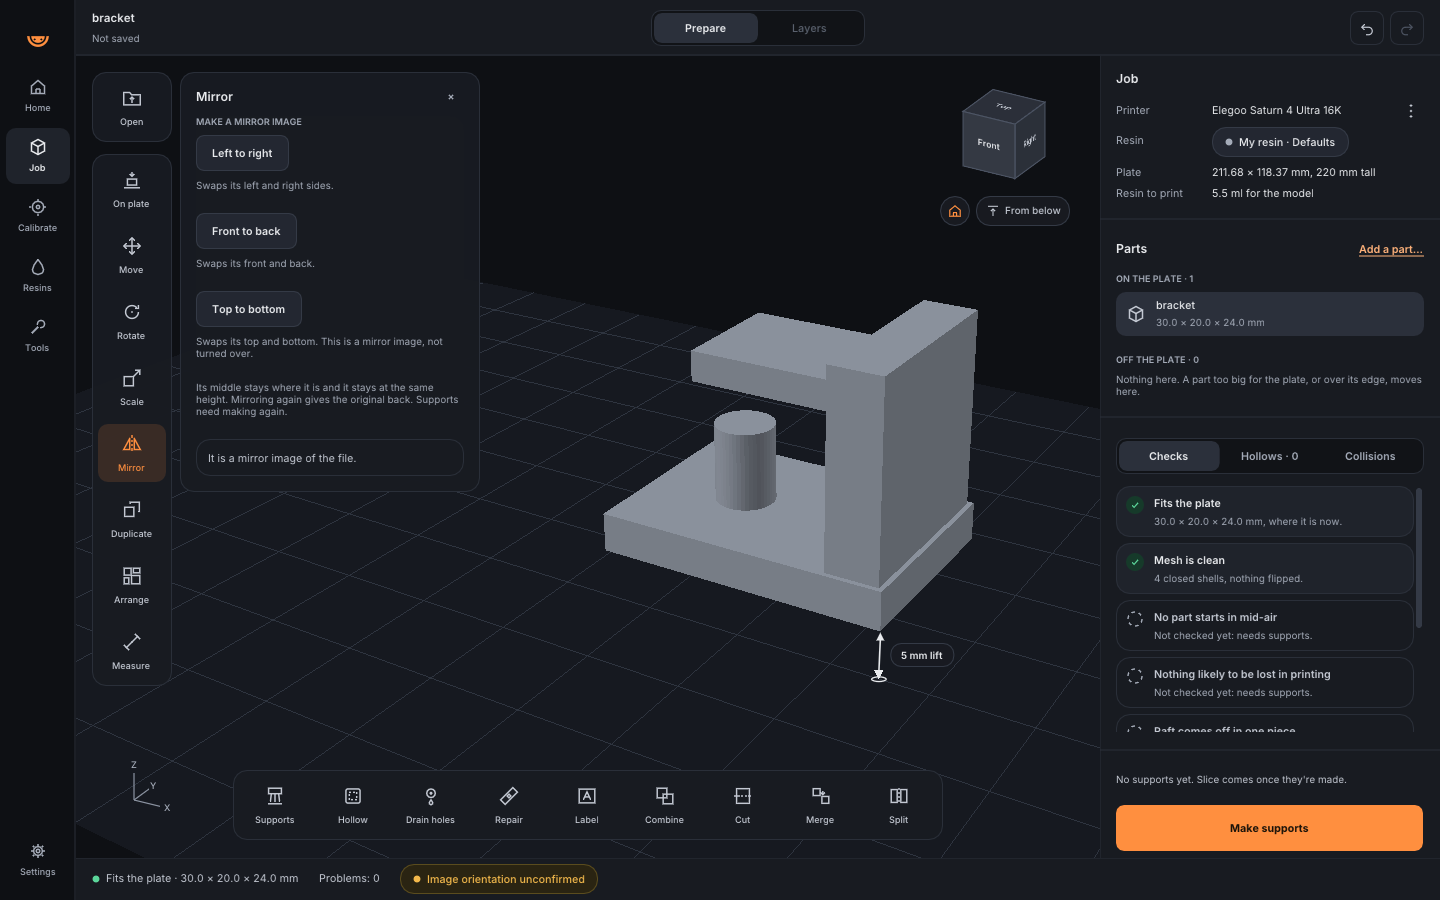 bracket
Not saved
Prepare
Layers
Home
Job
Calibrate
Resins
Tools
Settings
Open
On plate
Move
Rotate
Scale
Mirror
Duplicate
Arrange
Measure
Mirror
MAKE A MIRROR IMAGE
Left to right
Swaps its left and right sides.
Front to back
Swaps its front and back.
Top to bottom
Swaps its top and bottom. This is a mirror image, not
turned over.
Its middle stays where it is and it stays at the same
height. Mirroring again gives the original back. Supports
need making again.
It is a mirror image of the file.
Top
Front
Right
From below
5 mm lift
Z
Y
X
Supports
Hollow
Drain holes
Repair
Label
Combine
Cut
Merge
Split
Job
Printer
Elegoo Saturn 4 Ultra 16K
Resin
My resin · Defaults
Plate
211.68 × 118.37 mm, 220 mm tall
Resin to print
5.5 ml for the model
Parts
Add a part...
ON THE PLATE · 1
bracket
30.0 × 20.0 × 24.0 mm
OFF THE PLATE · 0
Nothing here. A part too big for the plate, or over its edge, moves
here.
Checks
Hollows · 0
Collisions
Fits the plate
30.0 × 20.0 × 24.0 mm, where it is now.
Mesh is clean
4 closed shells, nothing flipped.
No part starts in mid-air
Not checked yet: needs supports.
Nothing likely to be lost in printing
Not checked yet: needs supports.
Raft comes off in one piece
No supports yet. Slice comes once they're made.
Make supports
Fits the plate · 30.0 × 20.0 × 24.0 mm
Problems: 0
Image orientation unconfirmed